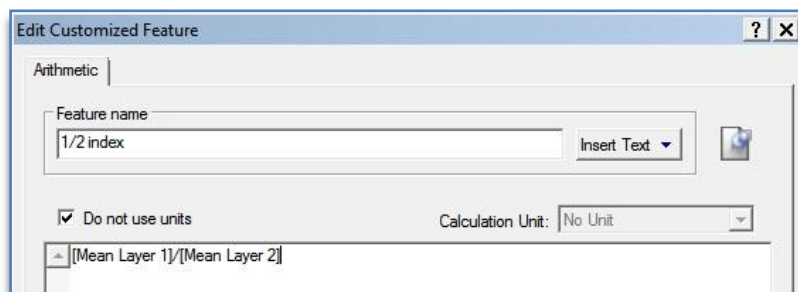 Edit Customized Feature
Arithmetic
Feature name
1/2 index
Insert Text
Do not use units
Calculation Unit: No Unit
[Mean Layer 1]/[Mean Layer 2]